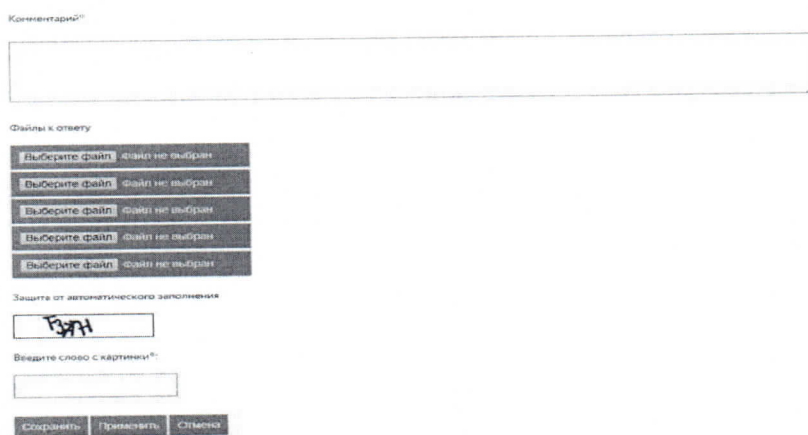 Комментарий*
Файлы к ответу
Выберите файл Файл не выбран
Выберите файл Файл не выбран
Выберите файл Файл не выбран
Выберите файл Файл не выбран
Выберите файл Файл не выбран
Защита от автоматического заполнения
Введите слово с картинки*:
Сохранить Применить Отмена